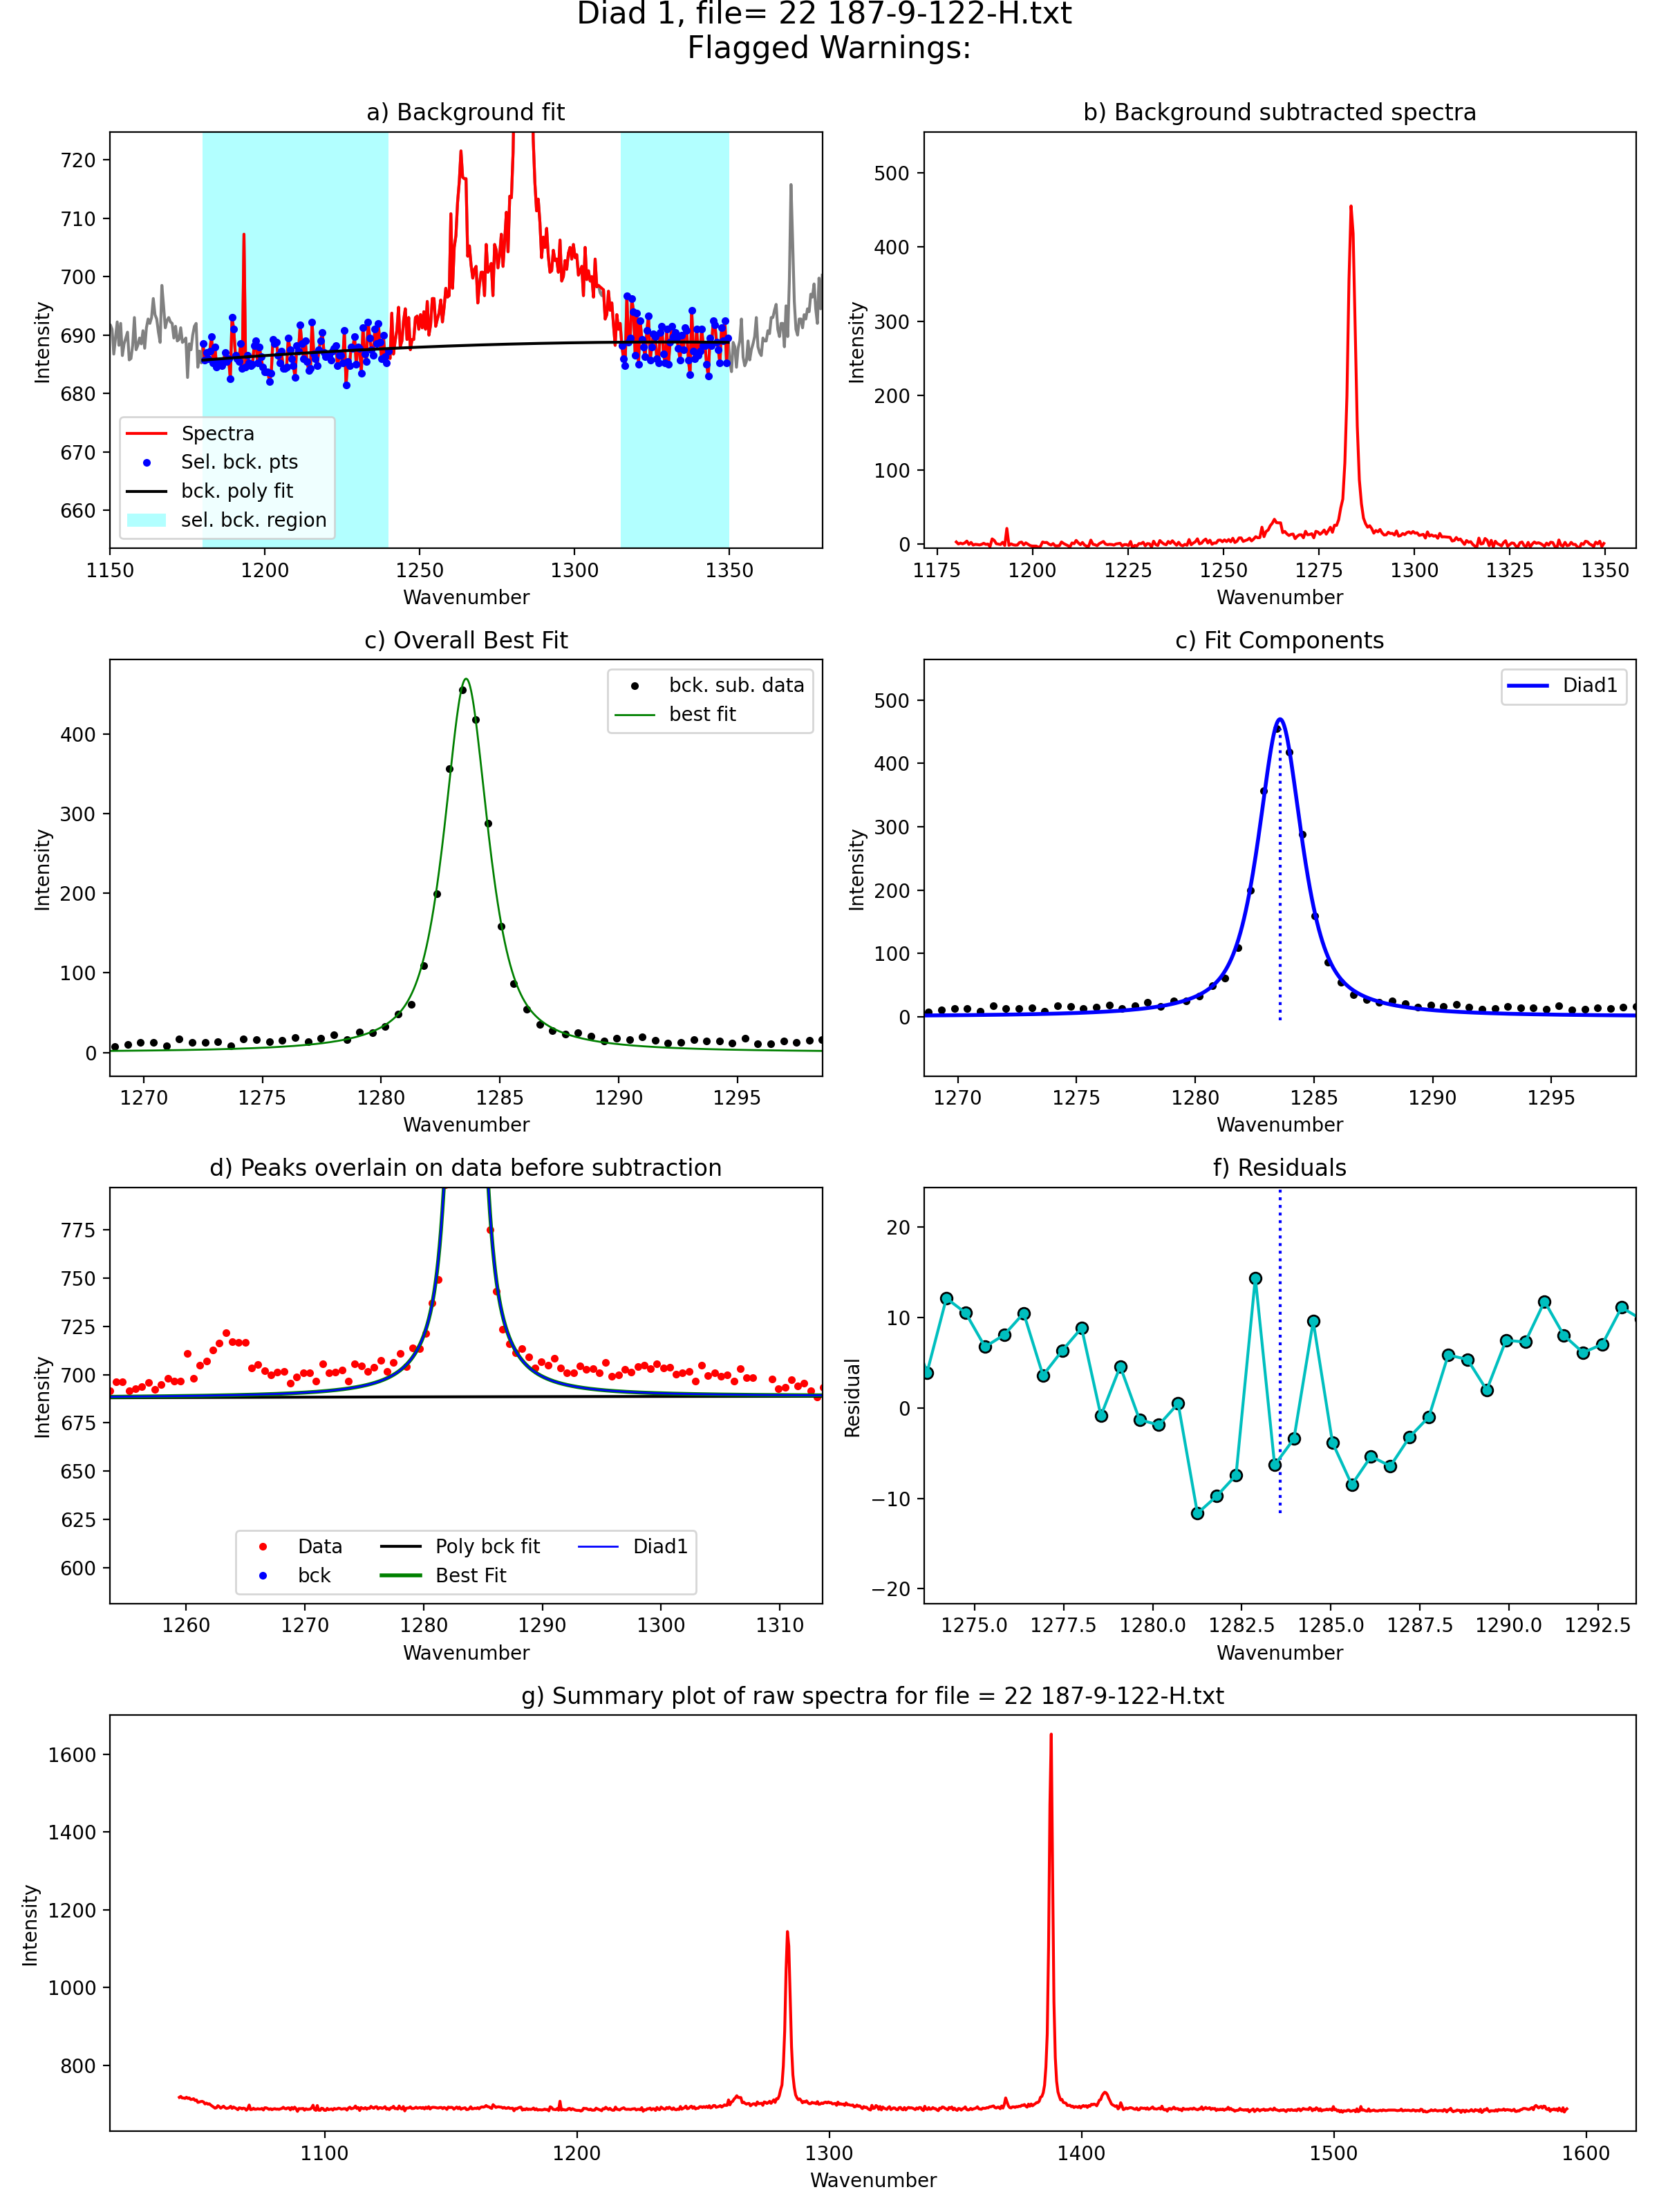 Diad 1, file= 22 187-9-122-H.txt
Flagged Warnings:
a) Background fit
720
710
700
690
680
670
660
Intensity
Spectra
Sel. bck. pts
bck. poly fit
sel. bck. region
1150 1200 1250 1300 1350
Wavenumber
b) Background subtracted spectra
500
400
300
200
100
0
Intensity
1175 1200 1225 1250 1275 1300 1325 1350
Wavenumber
c) Overall Best Fit
400
300
200
100
0
Intensity
bck. sub. data
best fit
1270 1275 1280 1285 1290 1295
Wavenumber
c) Fit Components
500
400
300
200
100
0
Intensity
Diad1
1270 1275 1280 1285 1290 1295
Wavenumber
d) Peaks overlain on data before subtraction
775
750
725
700
675
650
625
600
Intensity
Data Poly bck fit Diad1
bck Best Fit
1260 1270 1280 1290 1300 1310
Wavenumber
f) Residuals
20
10
0
−10
−20
Residual
1275.0 1277.5 1280.0 1282.5 1285.0 1287.5 1290.0 1292.5
Wavenumber
g) Summary plot of raw spectra for file = 22 187-9-122-H.txt
1600
1400
1200
1000
800
Intensity
1100 1200 1300 1400 1500 1600
Wavenumber